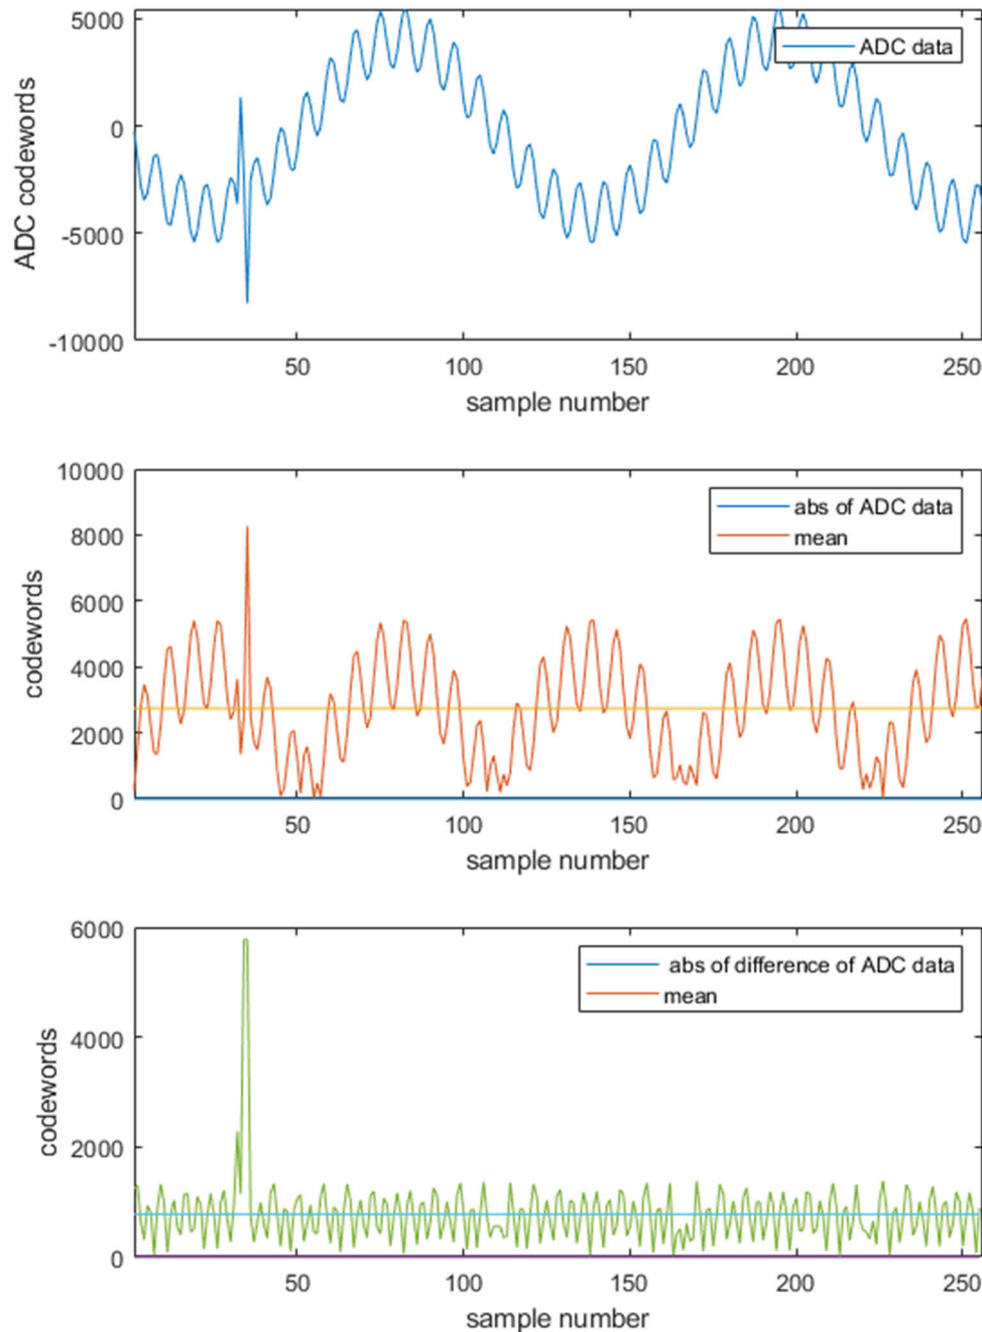 5000
0
-5000
-10000
ADC codewords
ADC data
50 100 150 200 250
sample number
10000
8000
6000
4000
2000
0
codewords
abs of ADC data
mean
50 100 150 200 250
sample number
6000
4000
2000
0
codewords
abs of difference of ADC data
mean
50 100 150 200 250
sample number